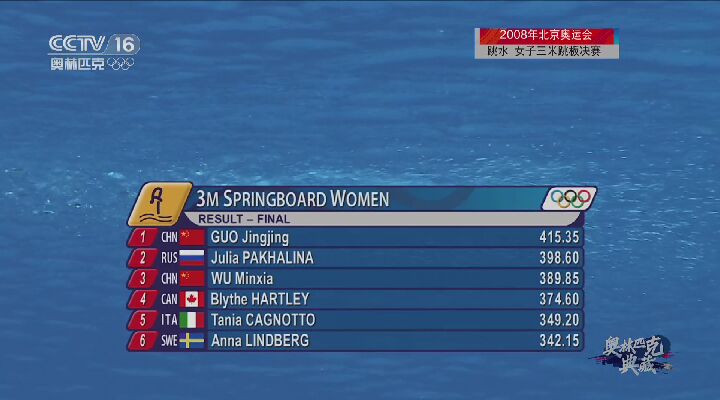 CCTV 16
奥林匹克
2008年北京奥运会
跳水 女子三米跳板决赛
3M SPRINGBOARD WOMEN
RESULT – FINAL
1 CHN GUO Jingjing 415.35
2 RUS Julia PAKHALINA 398.60
3 CHN WU Minxia 389.85
4 CAN Blythe HARTLEY 374.60
5 ITA Tania CAGNOTTO 349.20
6 SWE Anna LINDBERG 342.15
奥林匹克
典藏